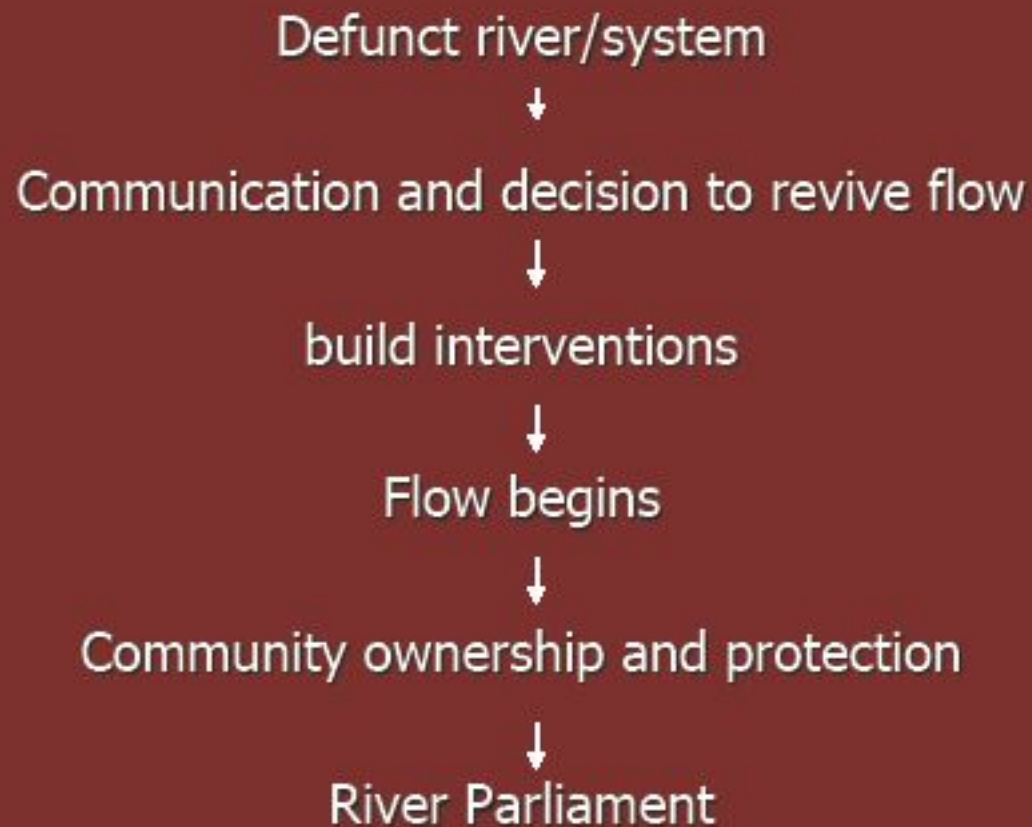 Defunct river/system
Communication and decision to revive flow
build interventions
Flow begins
Community ownership and protection
River Parliament